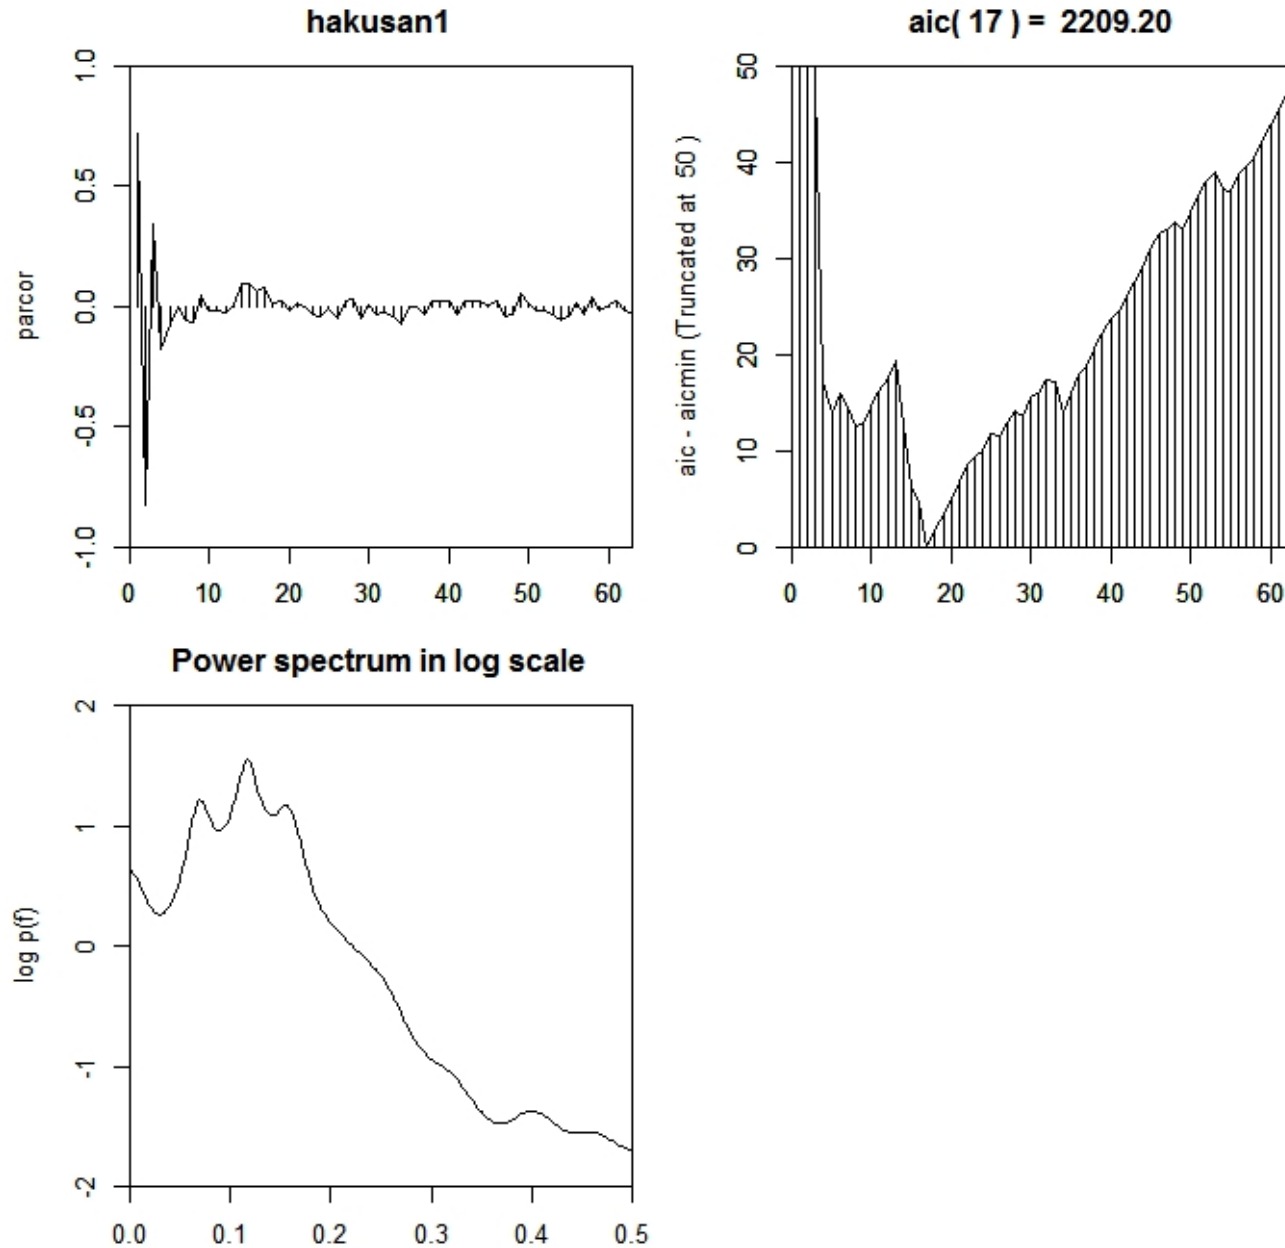 hakusan1
parcor
1.0
0.5
0.0
-0.5
-1.0
0 10 20 30 40 50 60
aic( 17 ) = 2209.20
aic - aicmin (Truncated at 50 )
50
40
30
20
10
0
0 10 20 30 40 50 60
Power spectrum in log scale
log p(f)
2
1
0
-1
-2
0.0 0.1 0.2 0.3 0.4 0.5